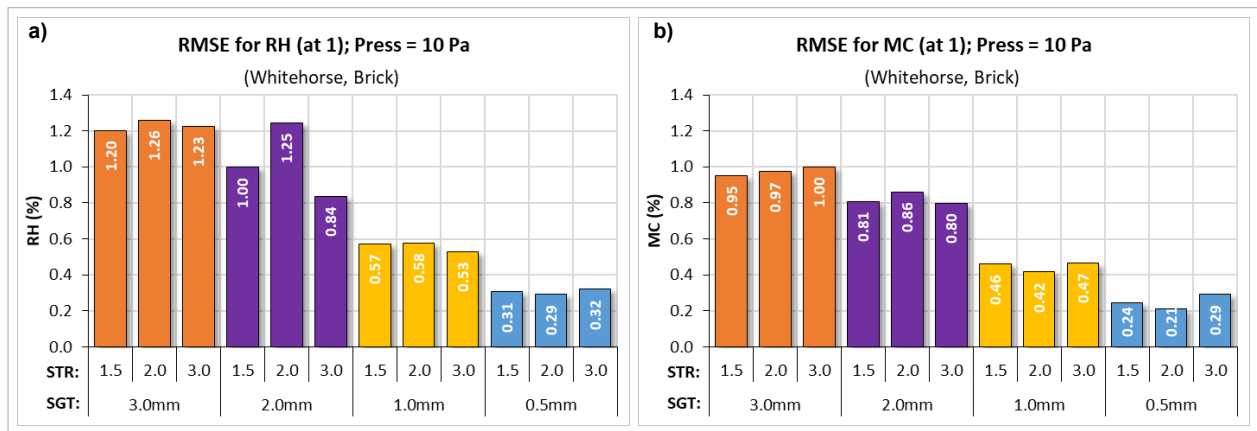 a)
RMSE for RH (at 1); Press = 10 Pa
(Whitehorse, Brick)
RH (%)
1.4
1.2
1.0
0.8
0.6
0.4
0.2
0.0
1.20 1.26 1.23 1.00 1.25 0.84 0.57 0.58 0.53 0.31 0.29 0.32
STR: 1.5 2.0 3.0 1.5 2.0 3.0 1.5 2.0 3.0 1.5 2.0 3.0
SGT: 3.0mm 2.0mm 1.0mm 0.5mm
b)
RMSE for MC (at 1); Press = 10 Pa
(Whitehorse, Brick)
MC (%)
1.4
1.2
1.0
0.8
0.6
0.4
0.2
0.0
0.95 0.97 1.00 0.81 0.86 0.80 0.46 0.42 0.47 0.24 0.21 0.29
STR: 1.5 2.0 3.0 1.5 2.0 3.0 1.5 2.0 3.0 1.5 2.0 3.0
SGT: 3.0mm 2.0mm 1.0mm 0.5mm